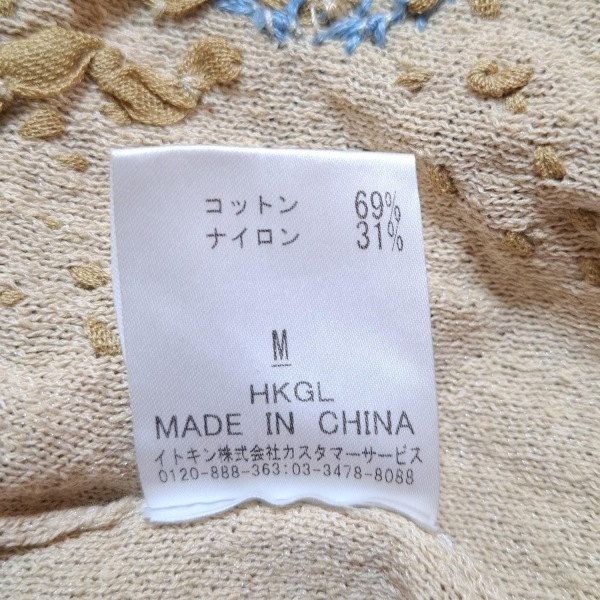 コットン 69%
ナイロン 31%
M
HKGL
MADE IN CHINA
イトキン株式会社カスタマーサービス
0120-888-363:03-3478-8088